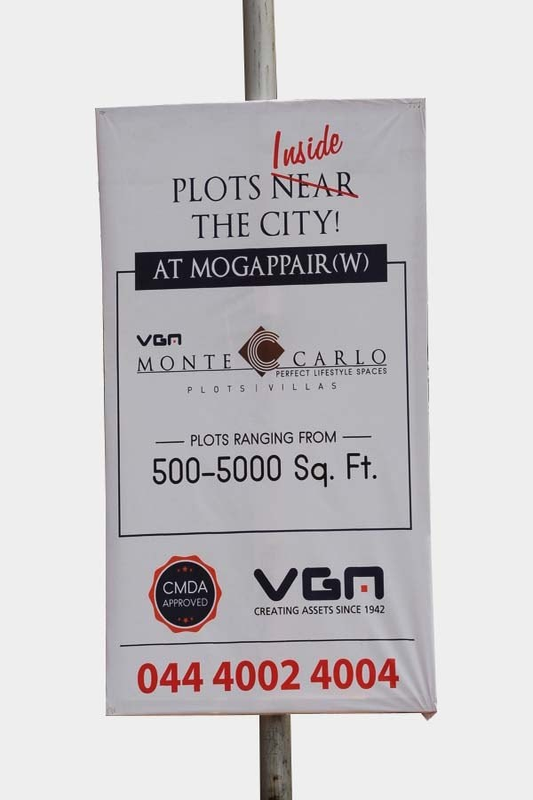 Inside
PLOTS NEAR
THE CITY!
AT MOGAPPAIR(W)
VGN
MONTE CARLO
PERFECT LIFESTYLE SPACES
PLOTS|VILLAS
PLOTS RANGING FROM
500-5000 Sq. Ft.
CMDA
APPROVED
VGN
CREATING ASSETS SINCE 1942
044 4002 4004